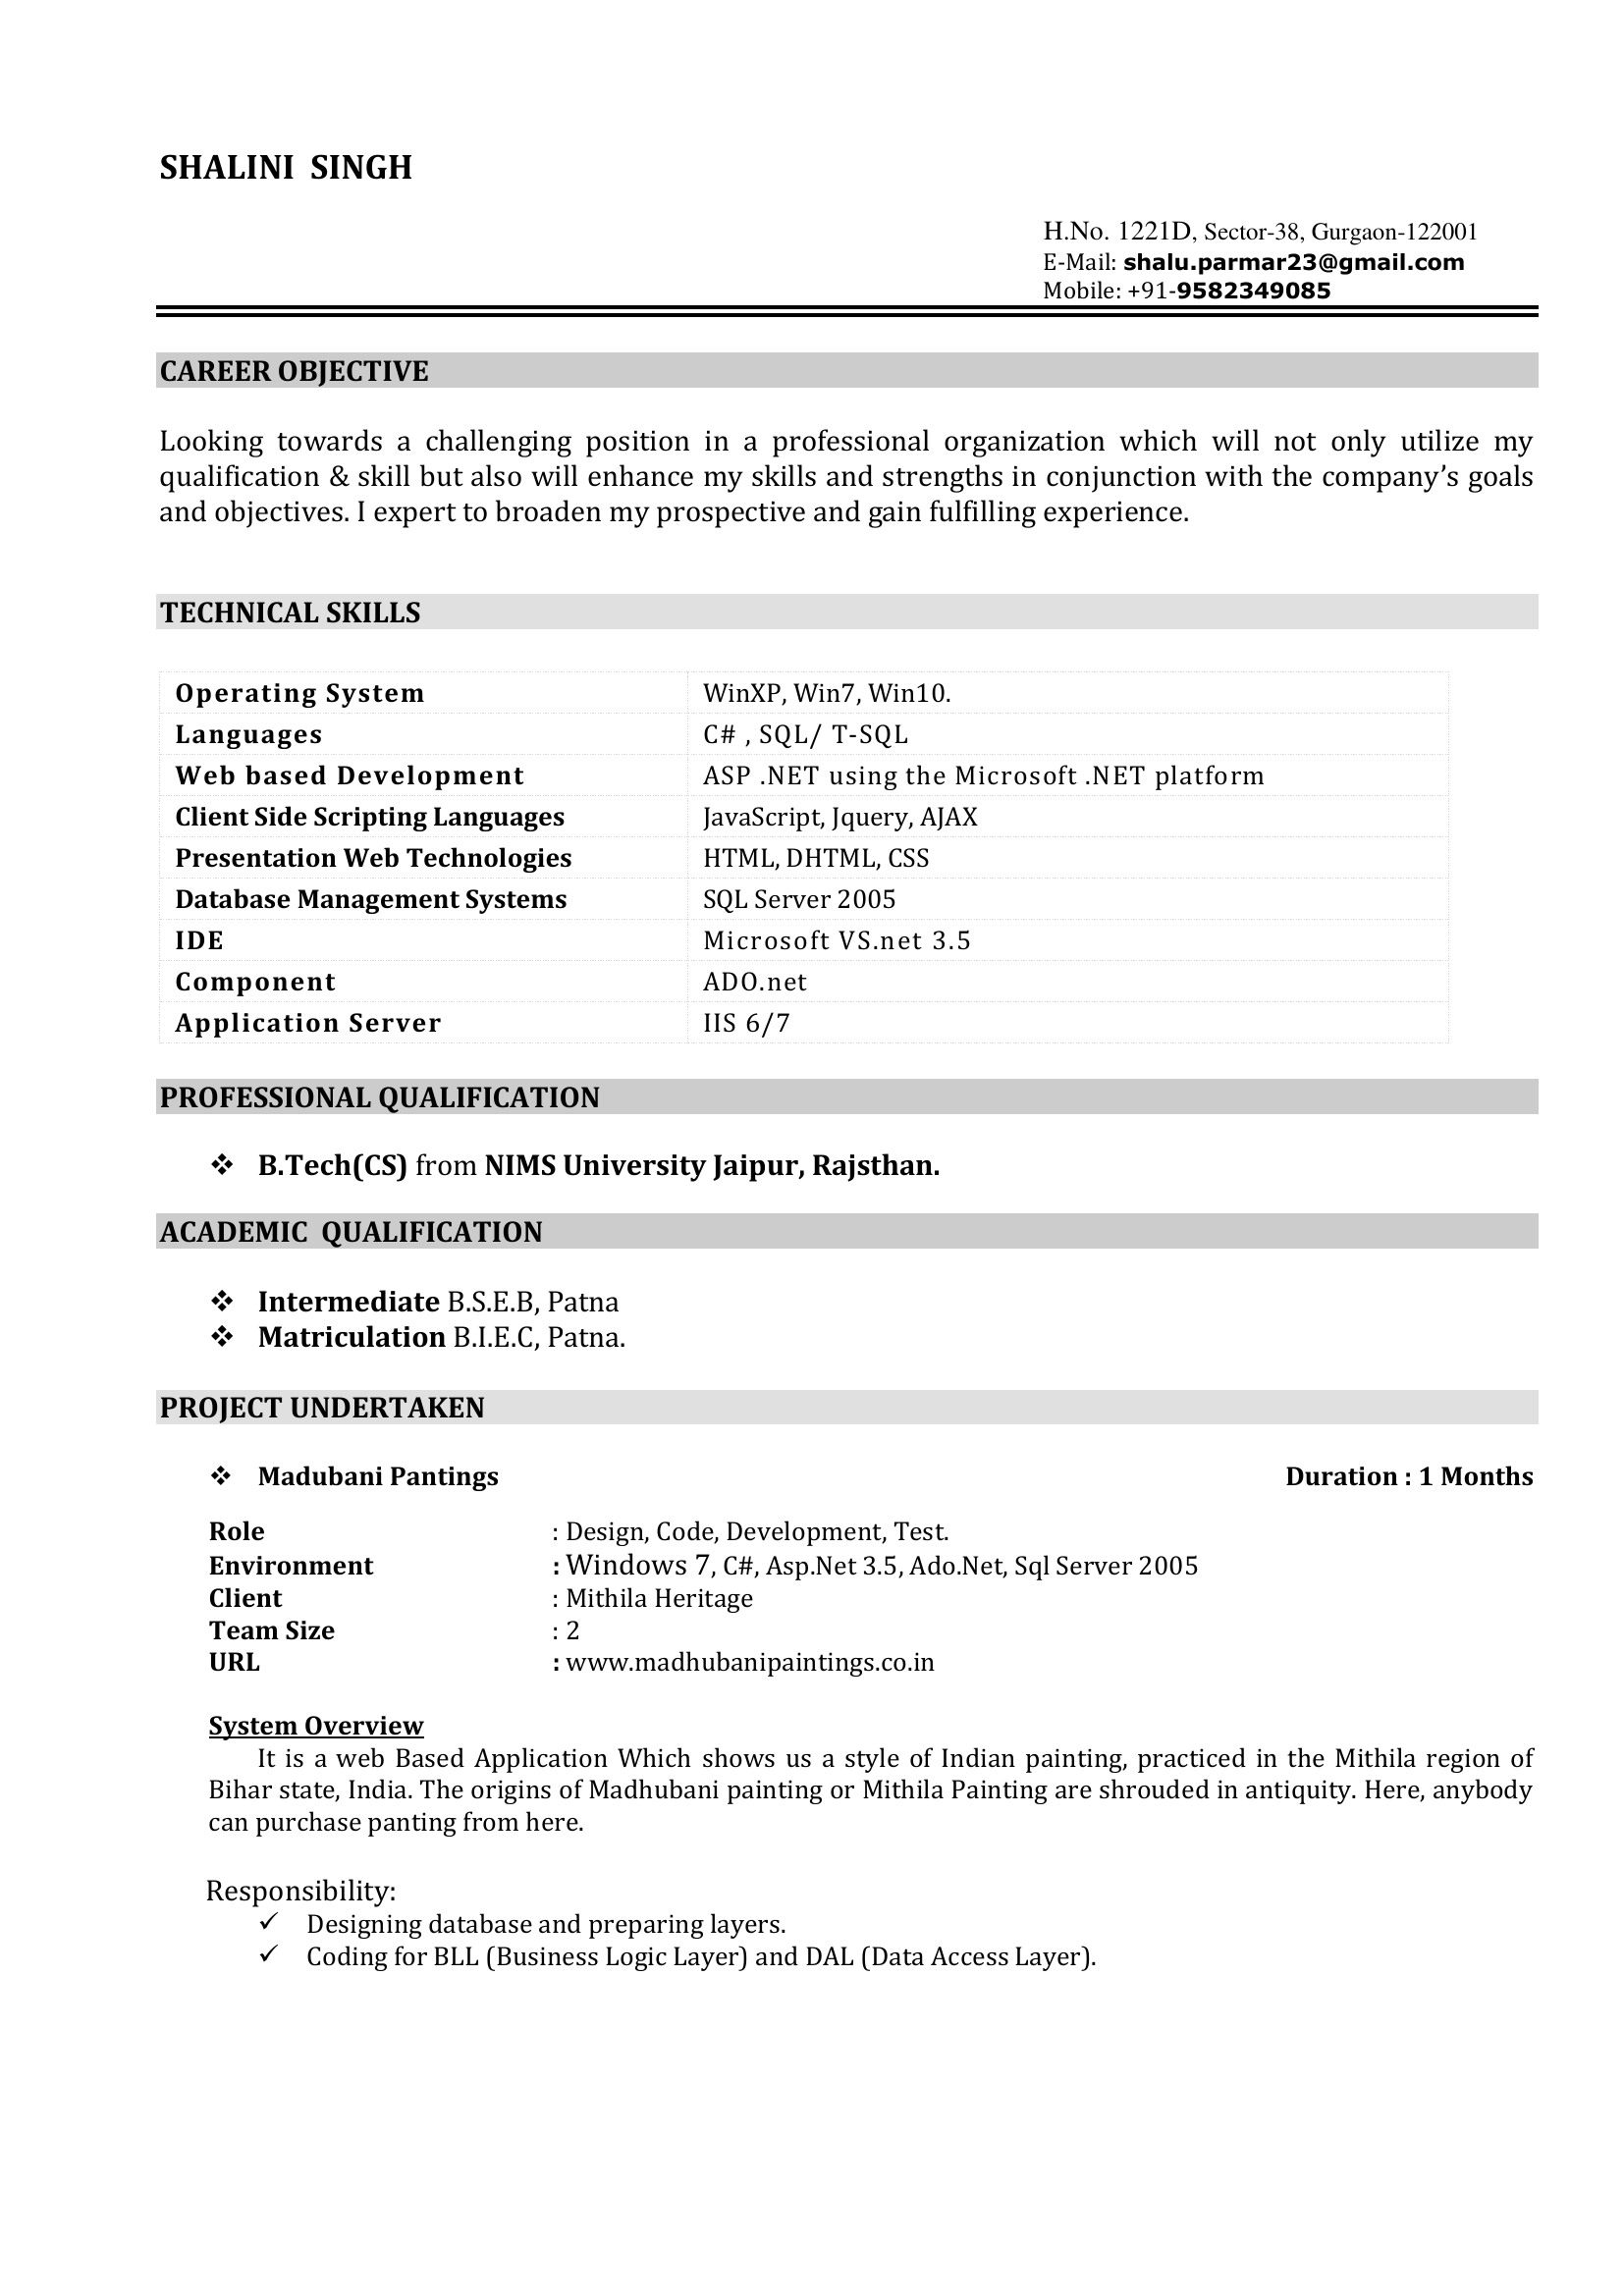 SHALINI  SINGH
H.No. 1221D, Sector-38, Gurgaon-122001
E-Mail: shalu.parmar23@gmail.com
Mobile: +91-9582349085
CAREER OBJECTIVE
Looking towards a challenging position in a professional organization which will not only utilize my
qualification & skill but also will enhance my skills and strengths in conjunction with the company’s goals
and objectives. I expert to broaden my prospective and gain fulfilling experience.
TECHNICAL SKILLS
Operating System WinXP, Win7, Win10.
Languages C# , SQL/ T-SQL
Web based Development ASP .NET using the Microsoft .NET platform
Client Side Scripting Languages JavaScript, Jquery, AJAX
Presentation Web Technologies HTML, DHTML, CSS
Database Management Systems SQL Server 2005
IDE Microsoft VS.net 3.5
Component ADO.net
Application Server IIS 6/7
PROFESSIONAL QUALIFICATION
❖ B.Tech(CS) from NIMS University Jaipur, Rajsthan.
ACADEMIC  QUALIFICATION
❖ Intermediate B.S.E.B, Patna
❖ Matriculation B.I.E.C, Patna.
PROJECT UNDERTAKEN
❖ Madubani Pantings Duration : 1 Months
Role : Design, Code, Development, Test.
Environment : Windows 7, C#, Asp.Net 3.5, Ado.Net, Sql Server 2005
Client : Mithila Heritage
Team Size : 2
URL : www.madhubanipaintings.co.in
System Overview
It is a web Based Application Which shows us a style of Indian painting, practiced in the Mithila region of
Bihar state, India. The origins of Madhubani painting or Mithila Painting are shrouded in antiquity. Here, anybody
can purchase panting from here.
Responsibility:
✓ Designing database and preparing layers.
✓ Coding for BLL (Business Logic Layer) and DAL (Data Access Layer).